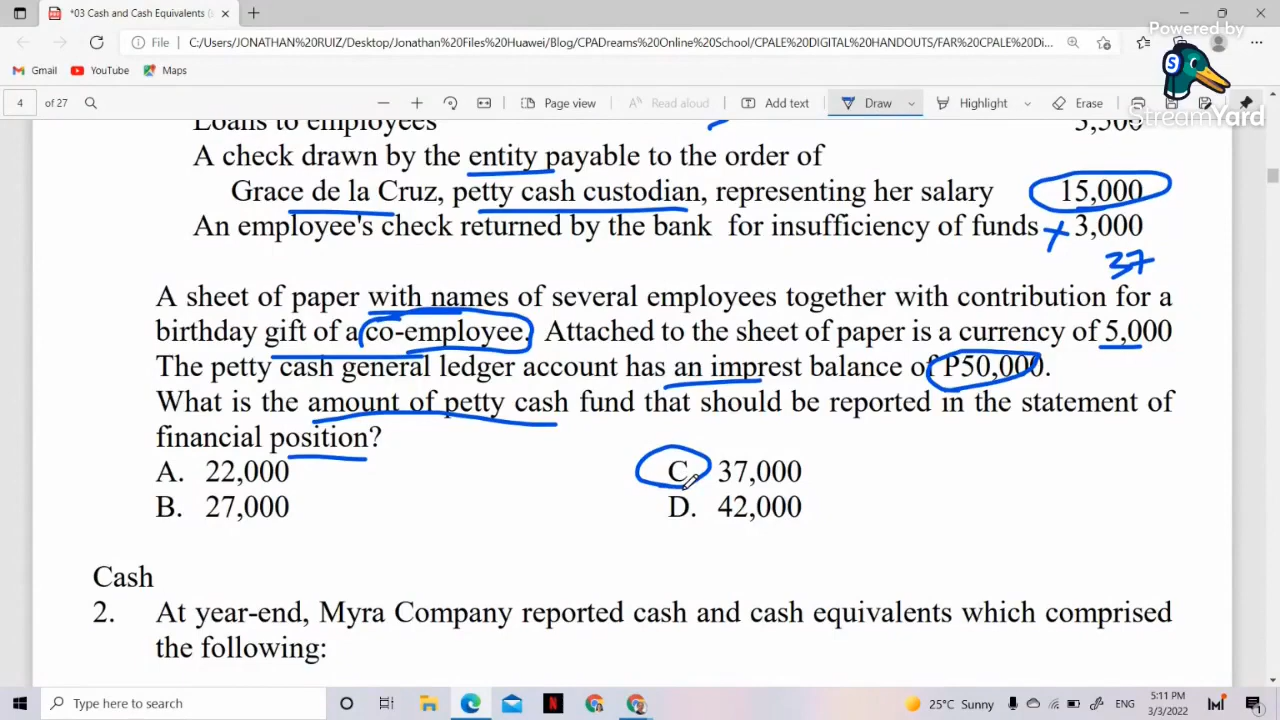 *03 Cash and Cash Equivalents (s
Powered by
File
C:/Users/JONATHAN%20RUIZ/Desktop/Jonathan%20Files%20Huawei/Blog/CPADreams%20Online%20School/CPALE%20DIGITAL%20HANDOUTS/FAR%20CPALE%20Di...
Gmail YouTube Maps
S
4 of 27 Page view Read aloud Add text Draw Highlight Erase
StreamYard
Loans to employees 3,500
A check drawn by the entity payable to the order of
Grace de la Cruz, petty cash custodian, representing her salary 15,000
An employee's check returned by the bank for insufficiency of funds 3,000
37
A sheet of paper with names of several employees together with contribution for a
birthday gift of a co-employee. Attached to the sheet of paper is a currency of 5,000
The petty cash general ledger account has an imprest balance of P50,000.
What is the amount of petty cash fund that should be reported in the statement of
financial position?
A. 22,000 C. 37,000
B. 27,000 D. 42,000
Cash
2. At year-end, Myra Company reported cash and cash equivalents which comprised
the following:
Type here to search
25°C Sunny ENG 5:11 PM
3/3/2022